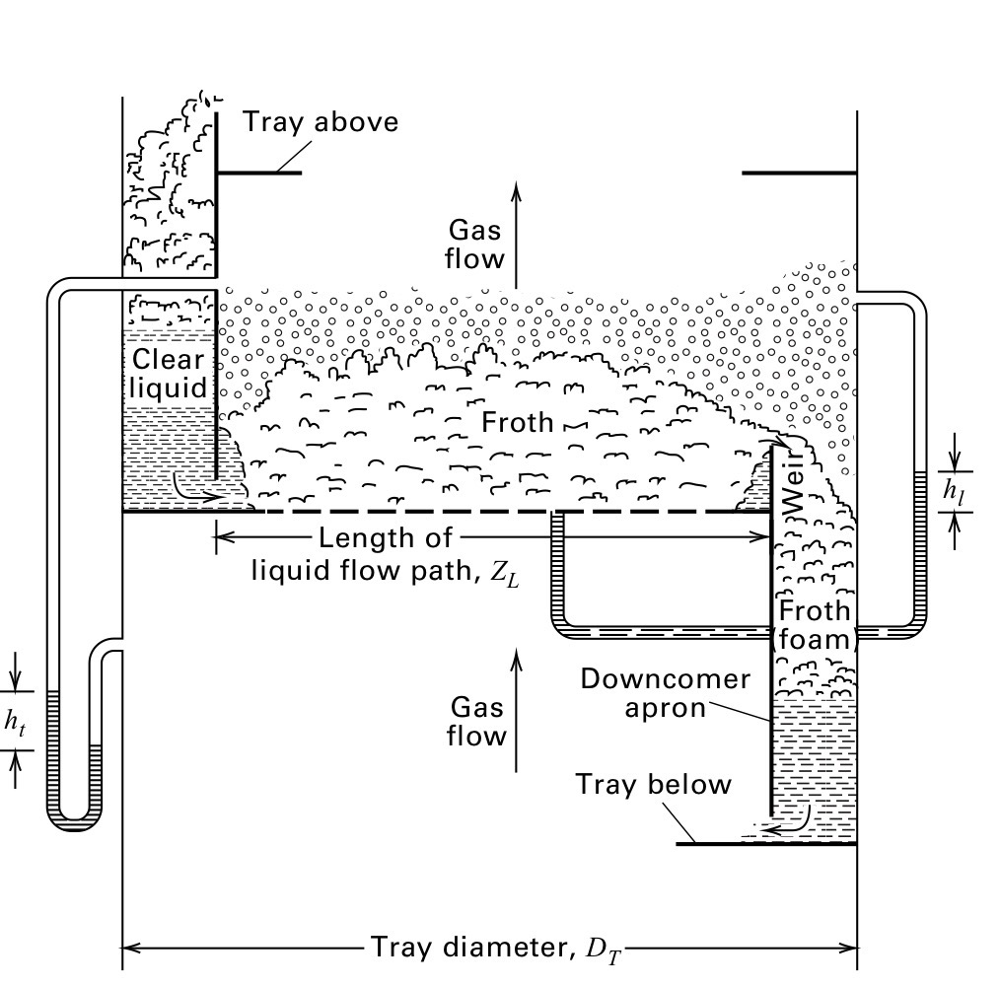 Tray above
Gas
flow
Clear
liquid
Froth
Weir
h_l
Length of
liquid flow path, Z_L
Froth
(foam)
Downcomer
apron
Gas
flow
h_t
Tray below
Tray diameter, D_T